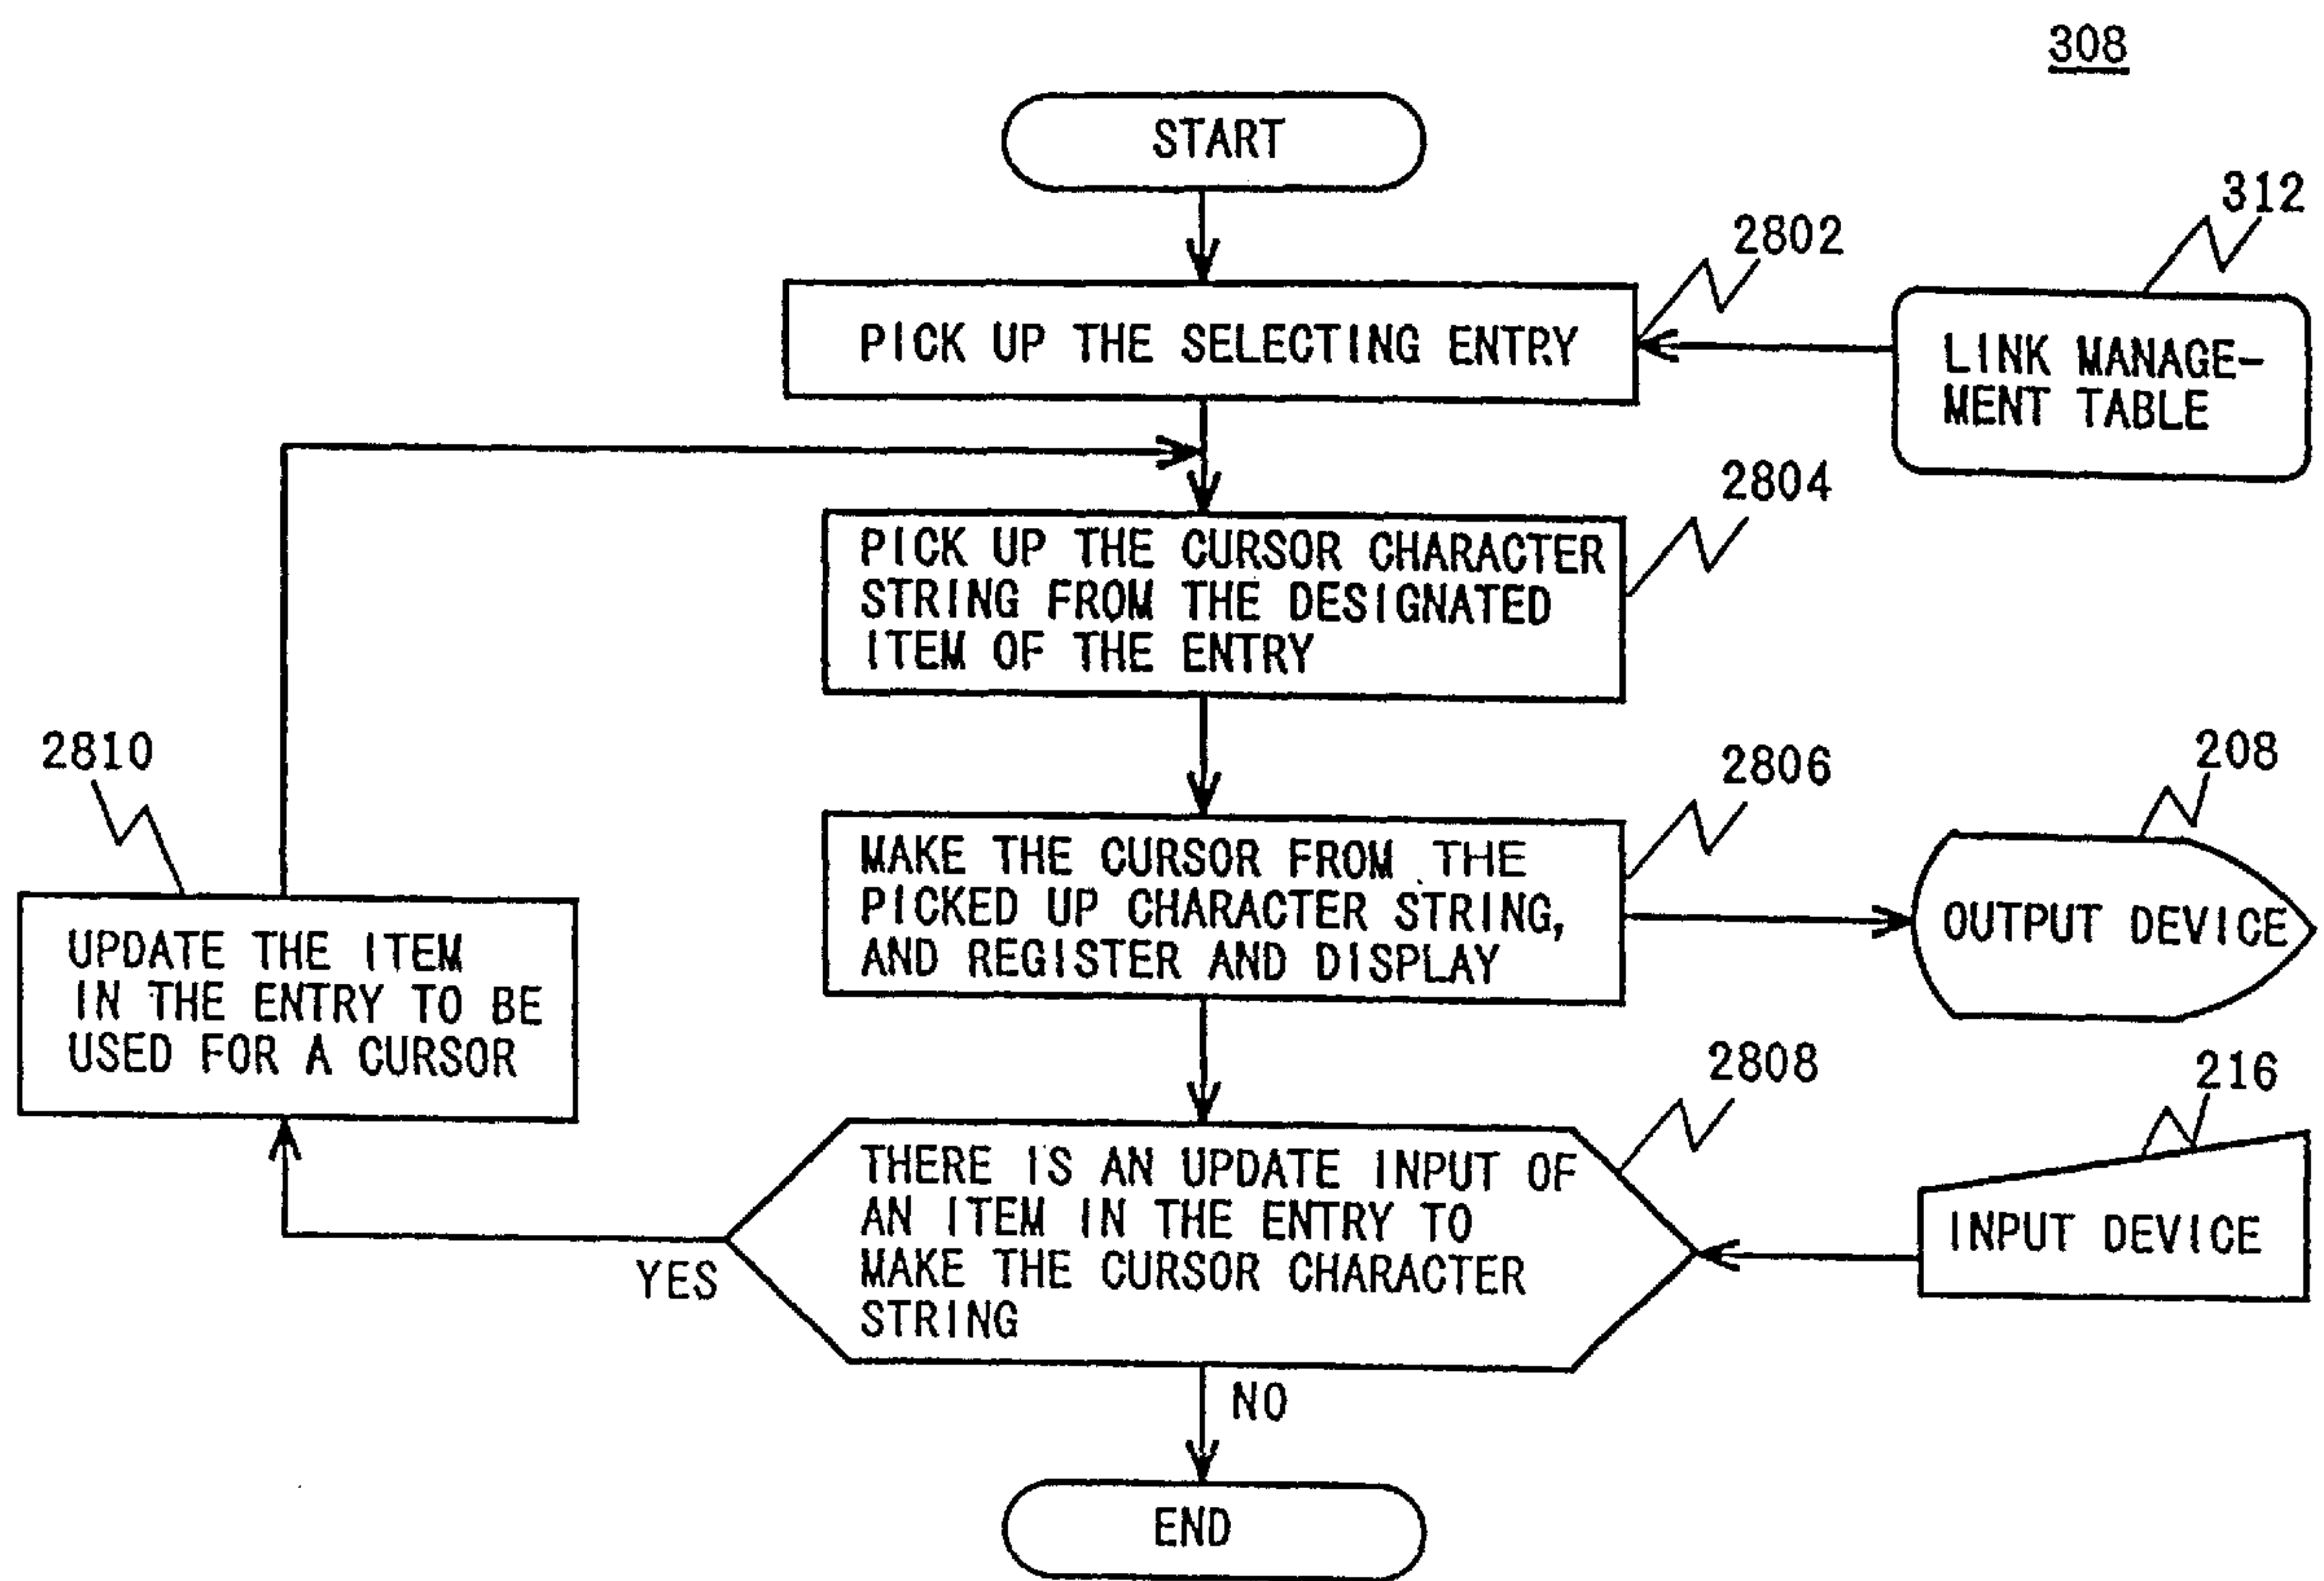 308
START
312
2802
PICK UP THE SELECTING ENTRY
LINK MANAGE-
MENT TABLE
2804
PICK UP THE CURSOR CHARACTER
STRING FROM THE DESIGNATED
ITEM OF THE ENTRY
2810
2806
208
MAKE THE CURSOR FROM THE
PICKED UP CHARACTER STRING,
AND REGISTER AND DISPLAY
OUTPUT DEVICE
UPDATE THE ITEM
IN THE ENTRY TO BE
USED FOR A CURSOR
2808
216
THERE IS AN UPDATE INPUT OF
AN ITEM IN THE ENTRY TO
MAKE THE CURSOR CHARACTER
STRING
INPUT DEVICE
YES
NO
END